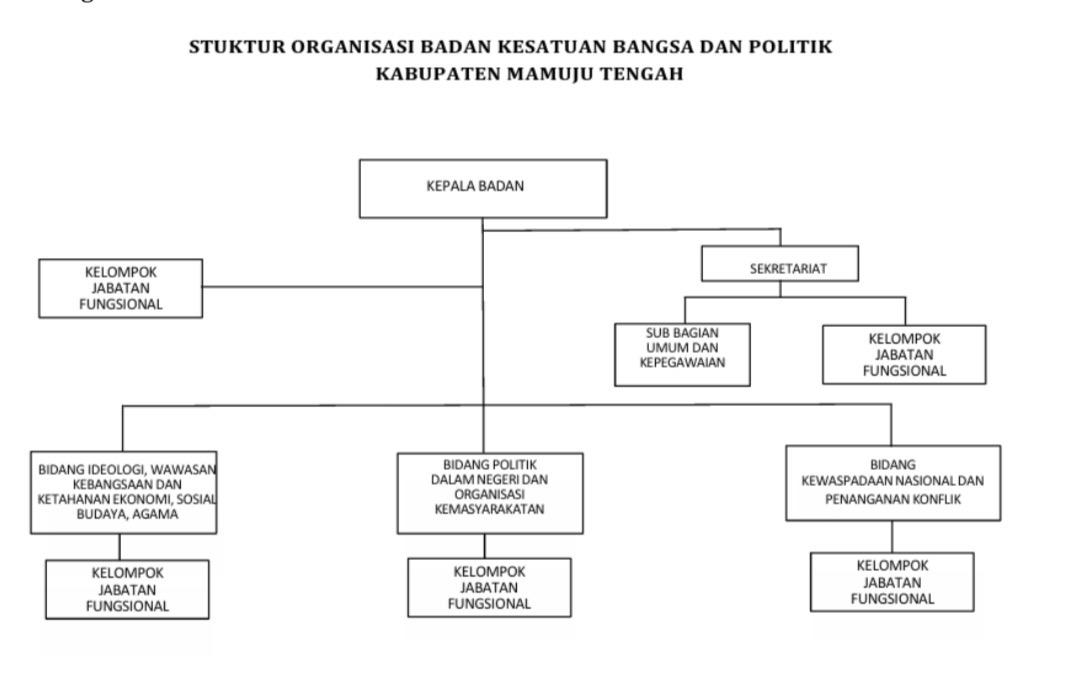 STUKTUR ORGANISASI BADAN KESATUAN BANGSA DAN POLITIK
KABUPATEN MAMUJU TENGAH
KEPALA BADAN
SEKRETARIAT
KELOMPOK
JABATAN
FUNGSIONAL
SUB BAGIAN
UMUM DAN
KEPEGAWAIAN
KELOMPOK
JABATAN
FUNGSIONAL
BIDANG IDEOLOGI, WAWASAN
KEBANGSAAN DAN
KETAHANAN EKONOMI, SOSIAL
BUDAYA, AGAMA
BIDANG POLITIK
DALAM NEGERI DAN
ORGANISASI
KEMASYARAKATAN
BIDANG
KEWASPADAAN NASIONAL DAN
PENANGANAN KONFLIK
KELOMPOK
JABATAN
FUNGSIONAL
KELOMPOK
JABATAN
FUNGSIONAL
KELOMPOK
JABATAN
FUNGSIONAL